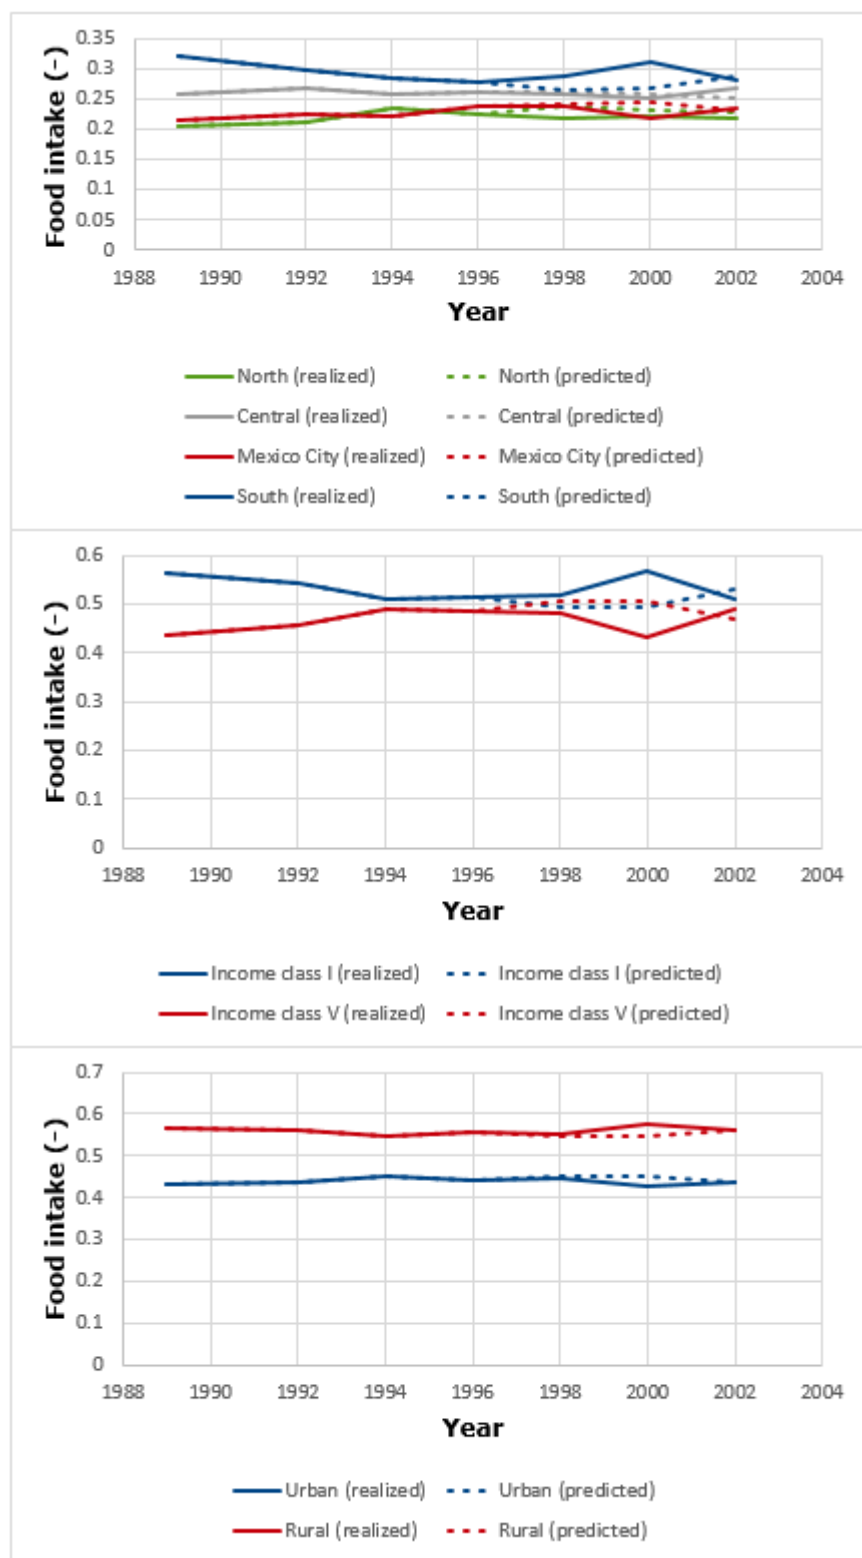 0.35
0.3
0.25
0.2
0.15
0.1
0.05
0
Food intake (–)
1988 1990 1992 1994 1996 1998 2000 2002 2004
Year
North (realized) North (predicted)
Central (realized) Central (predicted)
Mexico City (realized) Mexico City (predicted)
South (realized) South (predicted)
0.6
0.5
0.4
0.3
0.2
0.1
0
Food intake (–)
1988 1990 1992 1994 1996 1998 2000 2002 2004
Year
Income class I (realized) Income class I (predicted)
Income class V (realized) Income class V (predicted)
0.7
0.6
0.5
0.4
0.3
0.2
0.1
0
Food intake (–)
1988 1990 1992 1994 1996 1998 2000 2002 2004
Year
Urban (realized) Urban (predicted)
Rural (realized) Rural (predicted)